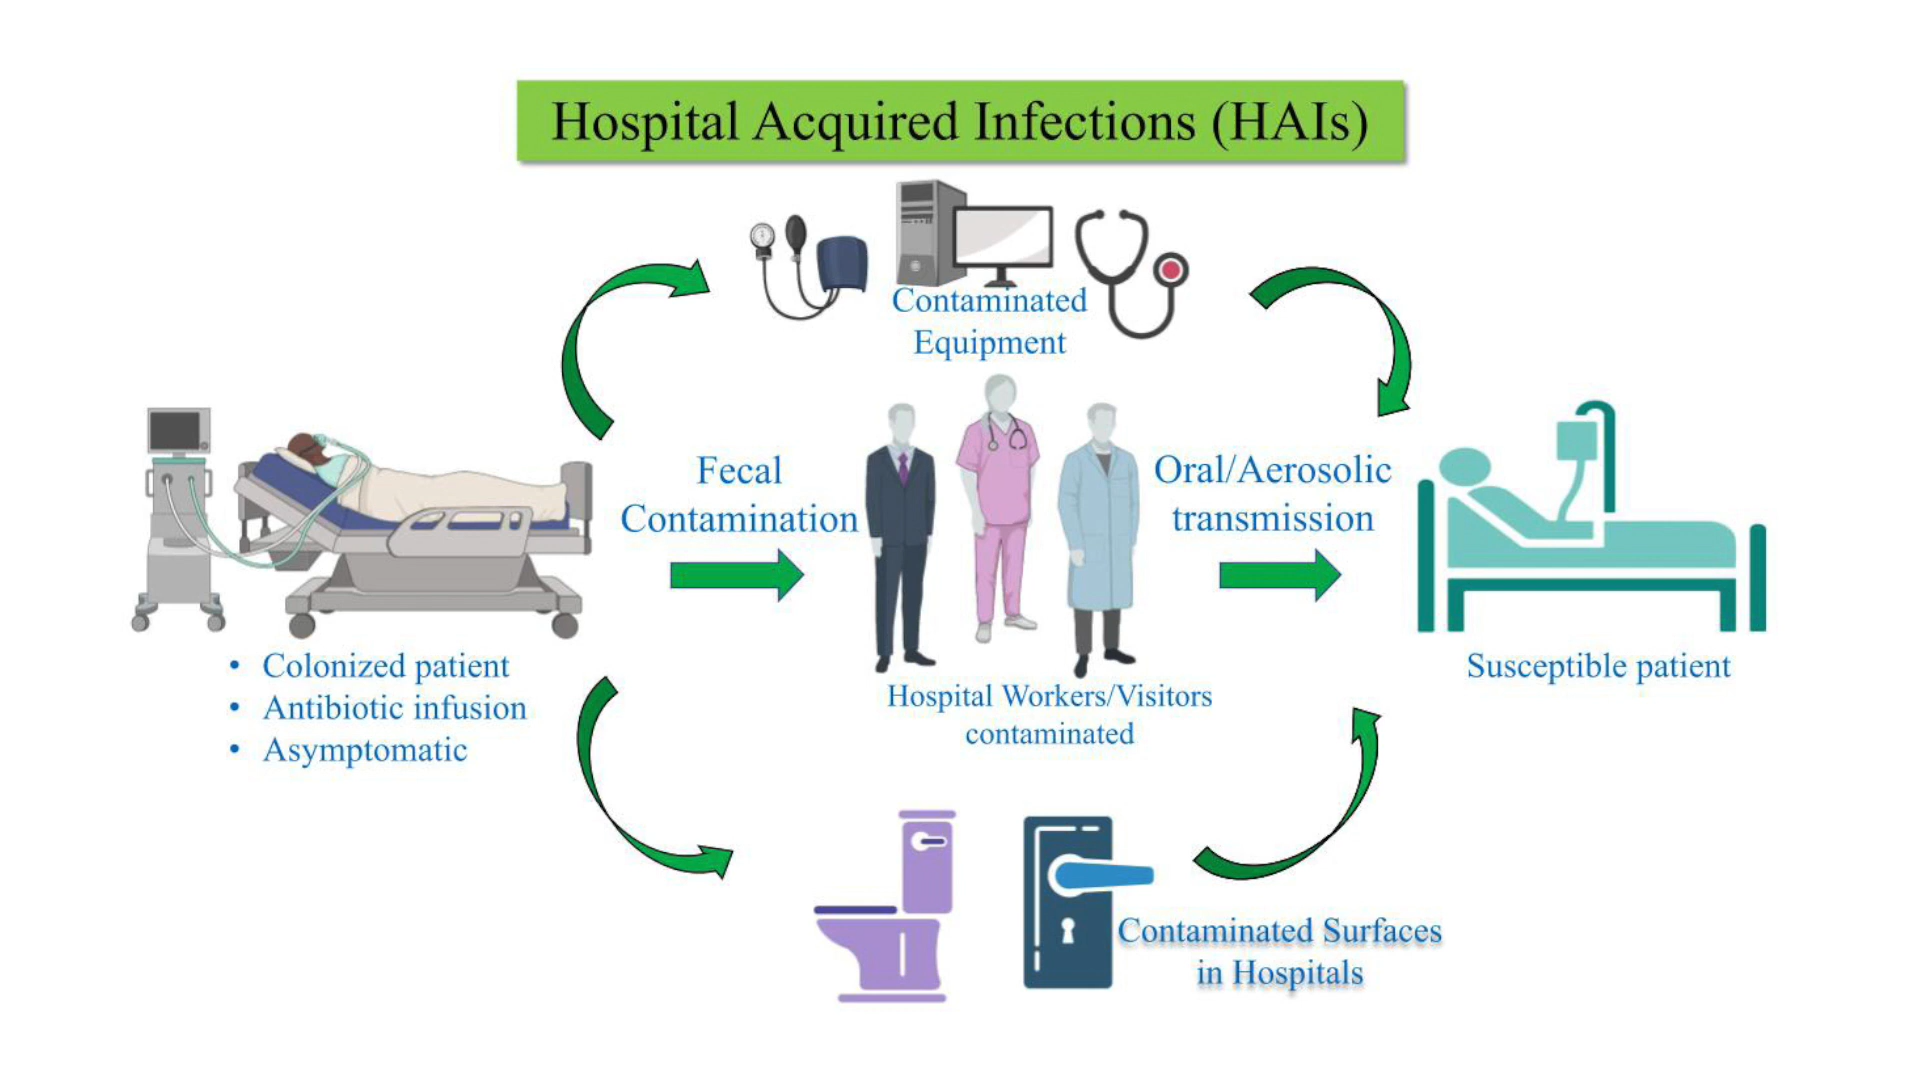 Hospital Acquired Infections (HAIs)
Contaminated
Equipment
Fecal
Contamination
Oral/Aerosolic
transmission
• Colonized patient
• Antibiotic infusion
• Asymptomatic
Hospital Workers/Visitors
contaminated
Susceptible patient
Contaminated Surfaces
in Hospitals